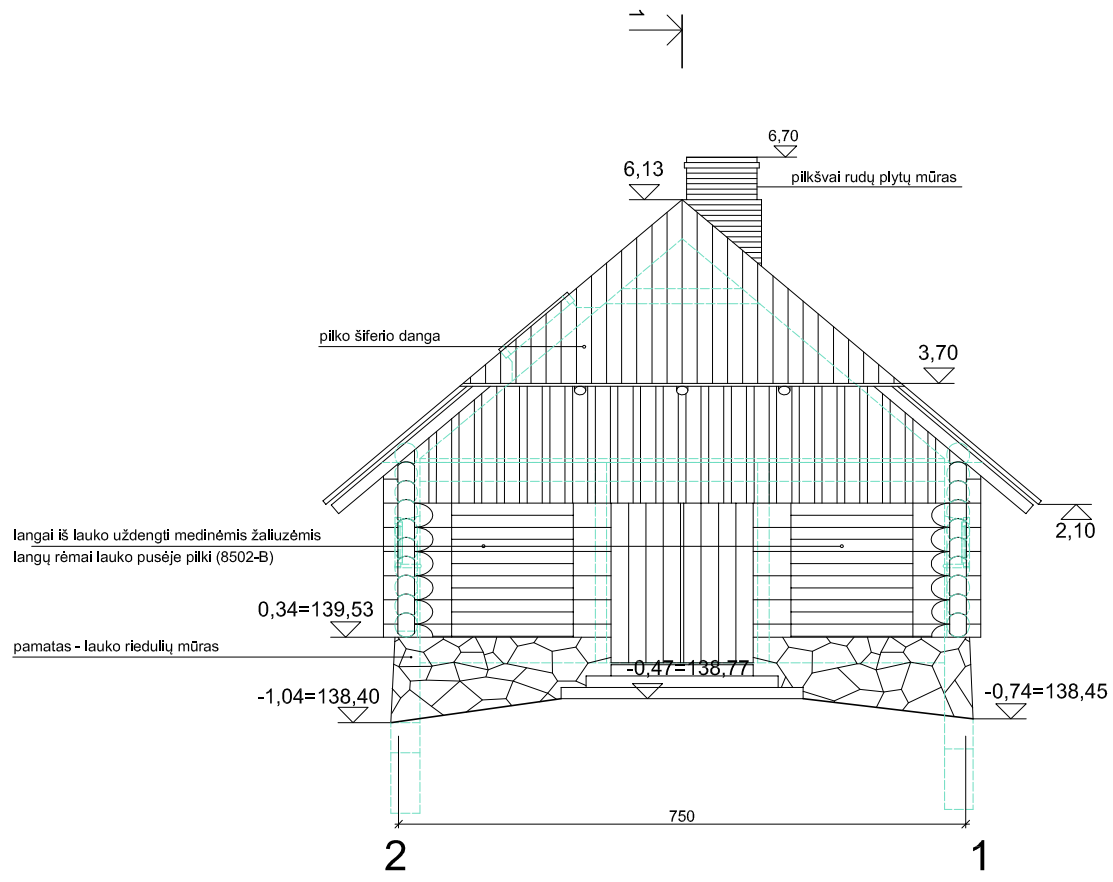 1
6,70
6,13
pilkšvai rudų plytų mūras
pilko šiferio danga
3,70
langai iš lauko uždengti medinėmis žaliuzėmis
langų rėmai lauko pusėje pilki (8502-B)
2,10
0,34=139,53
pamatas - lauko riedulių mūras
-0,47=138,77
-1,04=138,40
-0,74=138,45
750
2
1